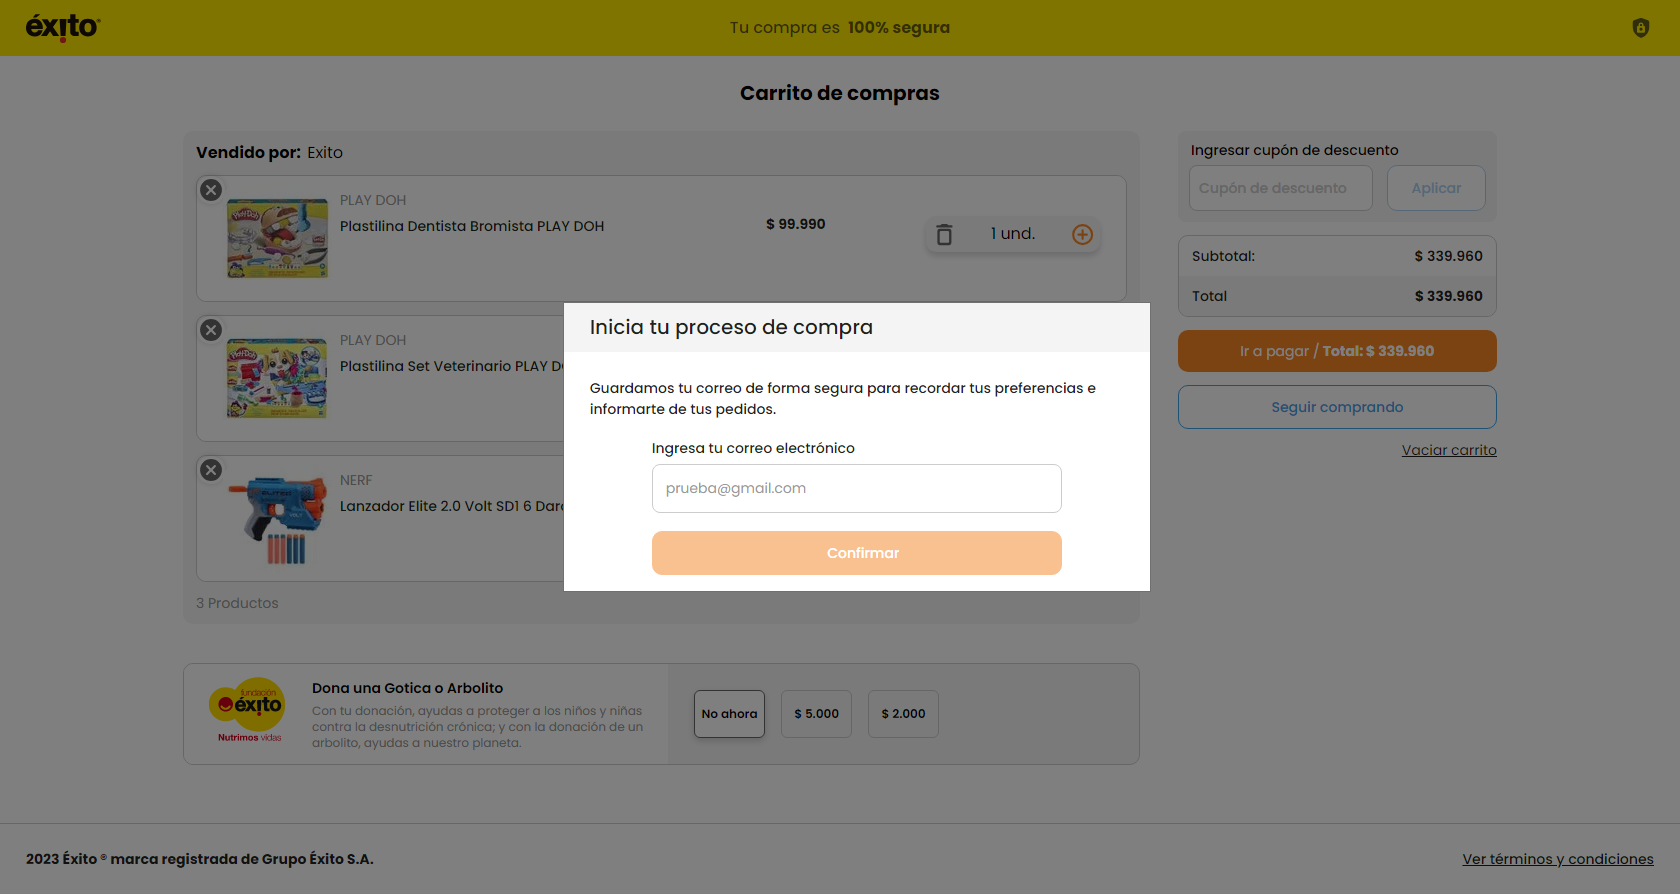 éxito
Tu compra es 100% segura
Carrito de compras
Vendido por: Exito
PLAY DOH
Plastilina Dentista Bromista PLAY DOH
$ 99.990
1 und.
PLAY DOH
Plastilina Set Veterinario PLAY
NERF
Lanzador Elite 2.0 Volt SD1 6
3 Productos
Ingresar cupón de descuento
Cupón de descuento
Aplicar
Subtotal: $ 339.960
Total $ 339.960
Ir a pagar / Total: $ 339.960
Seguir comprando
Vaciar carrito
Inicia tu proceso de compra
Guardamos tu correo de forma segura para recordar tus preferencias e
informarte de tus pedidos.
Ingresa tu correo electrónico
prueba@gmail.com
Confirmar
fundación
éxito
Nutrimos vidas
Dona una Gotica o Arbolito
Con tu donación, ayudas a proteger a los niños y niñas
contra la desnutrición crónica; y con la donación de un
arbolito, ayudas a nuestro planeta.
No ahora
$ 5.000
$ 2.000
2023 Éxito ® marca registrada de Grupo Éxito S.A.
Ver términos y condiciones